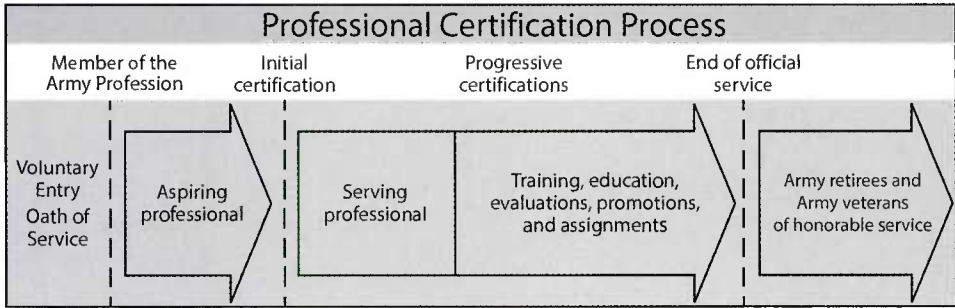 Professional Certification Process
Member of the
Army Profession
Initial
certification
Progressive
certifications
End of official
service
Voluntary
Entry
Oath of
Service
Aspiring
professional
Serving
professional
Training, education,
evaluations, promotions,
and assignments
Army retirees and
Army veterans
of honorable service